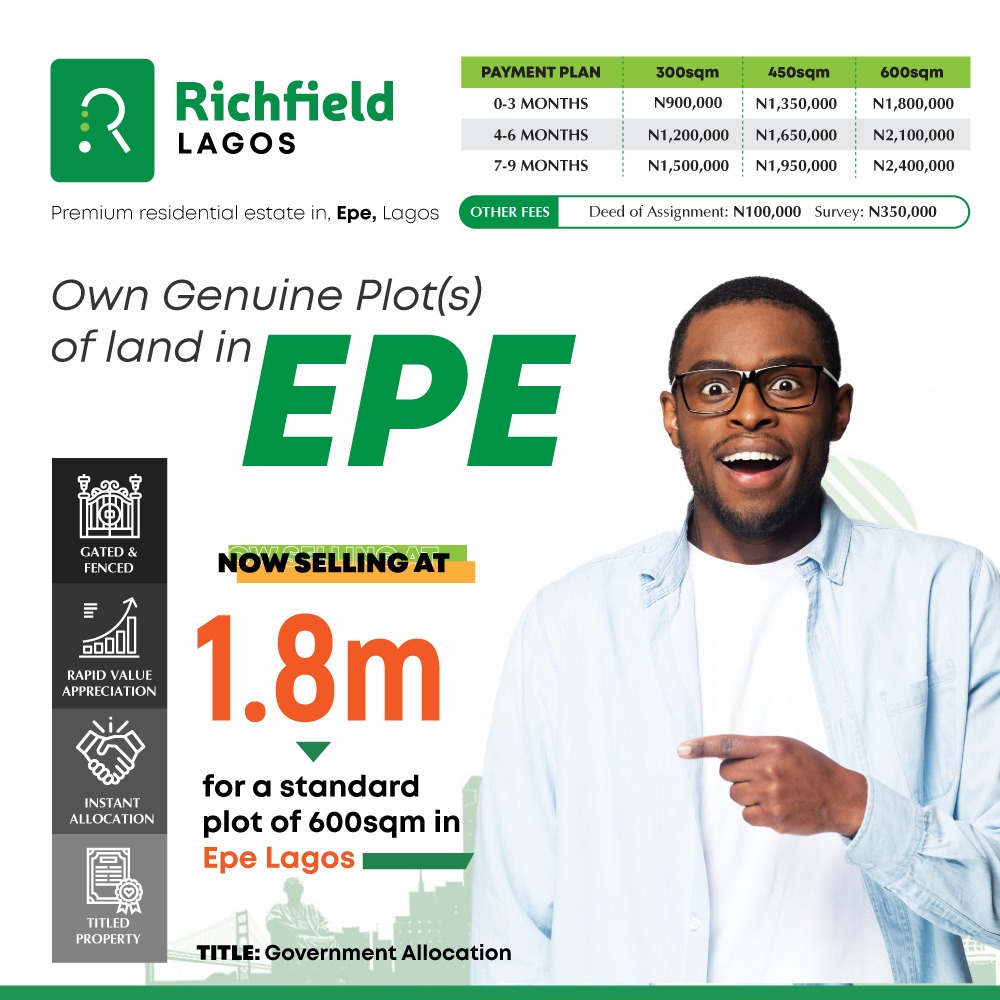 Richfield
LAGOS
Premium residential estate in, Epe, Lagos
PAYMENT PLAN 300sqm 450sqm 600sqm
0-3 MONTHS N900,000 N1,350,000 N1,800,000
4-6 MONTHS N1,200,000 N1,650,000 N2,100,000
7-9 MONTHS N1,500,000 N1,950,000 N2,400,000
OTHER FEES Deed of Assignment: N100,000 Survey: N350,000
Own Genuine Plot(s)
of land in EPE
GATED &
FENCED
RAPID VALUE
APPRECIATION
INSTANT
ALLOCATION
TITLED
PROPERTY
NOW SELLING AT
1.8m
for a standard
plot of 600sqm in
Epe Lagos
TITLE: Government Allocation